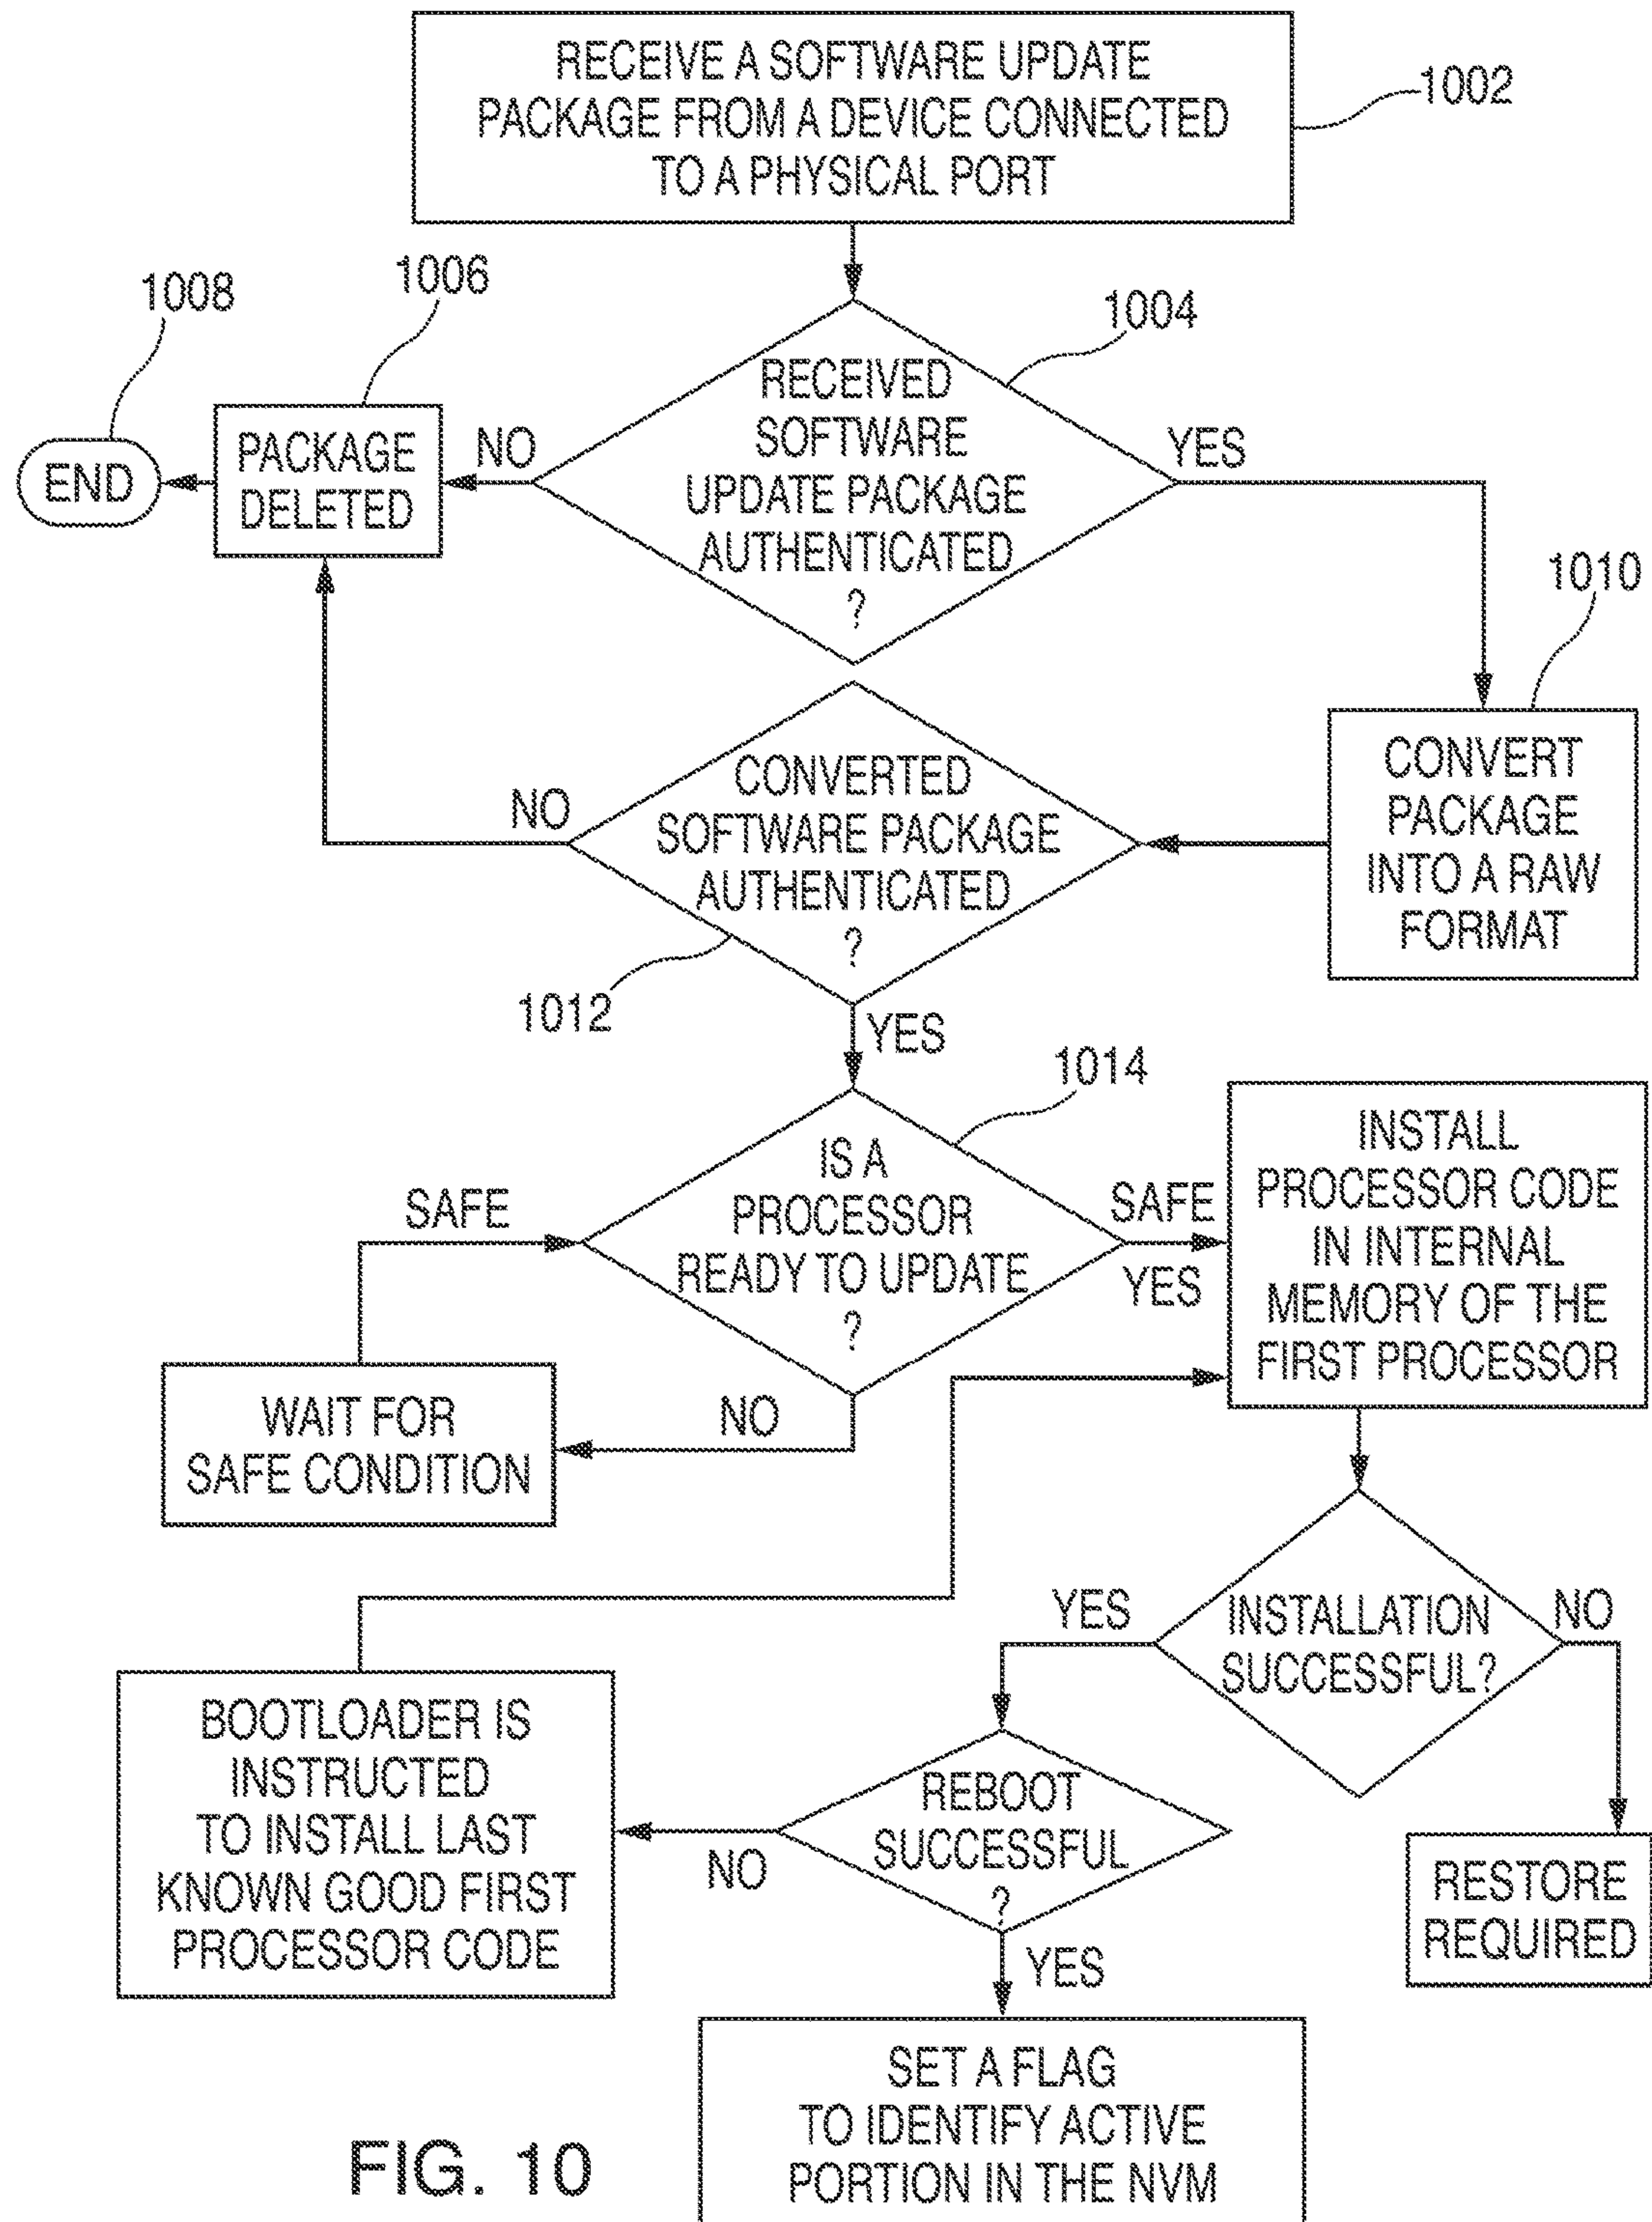 RECEIVE A SOFTWARE UPDATE
PACKAGE FROM A DEVICE CONNECTED
TO A PHYSICAL PORT
1002
1008
1006
1004
RECEIVED
SOFTWARE
UPDATE PACKAGE
AUTHENTICATED
?
NO
YES
PACKAGE
DELETED
END
1010
CONVERT
PACKAGE
INTO A RAW
FORMAT
CONVERTED
SOFTWARE PACKAGE
AUTHENTICATED
?
NO
1012
YES
1014
IS A
PROCESSOR
READY TO UPDATE
?
SAFE
SAFE
YES
NO
WAIT FOR
SAFE CONDITION
INSTALL
PROCESSOR CODE
IN INTERNAL
MEMORY OF THE
FIRST PROCESSOR
INSTALLATION
SUCCESSFUL?
YES
NO
RESTORE
REQUIRED
REBOOT
SUCCESSFUL
?
NO
YES
BOOTLOADER IS
INSTRUCTED
TO INSTALL LAST
KNOWN GOOD FIRST
PROCESSOR CODE
SET A FLAG
TO IDENTIFY ACTIVE
PORTION IN THE NVM
FIG. 10